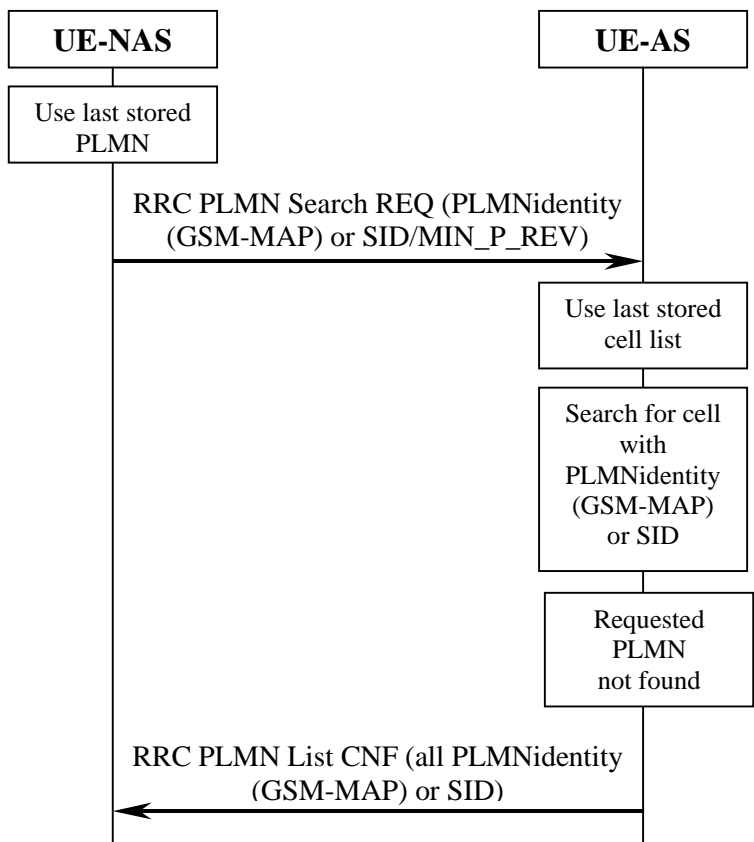 UE-NAS
UE-AS
Use last stored
PLMN
RRC PLMN Search REQ (PLMNidentity
(GSM-MAP) or SID/MIN_P_REV)
Use last stored
cell list
Search for cell
with
PLMNidentity
(GSM-MAP)
or SID
Requested
PLMN
not found
RRC PLMN List CNF (all PLMNidentity
(GSM-MAP) or SID)